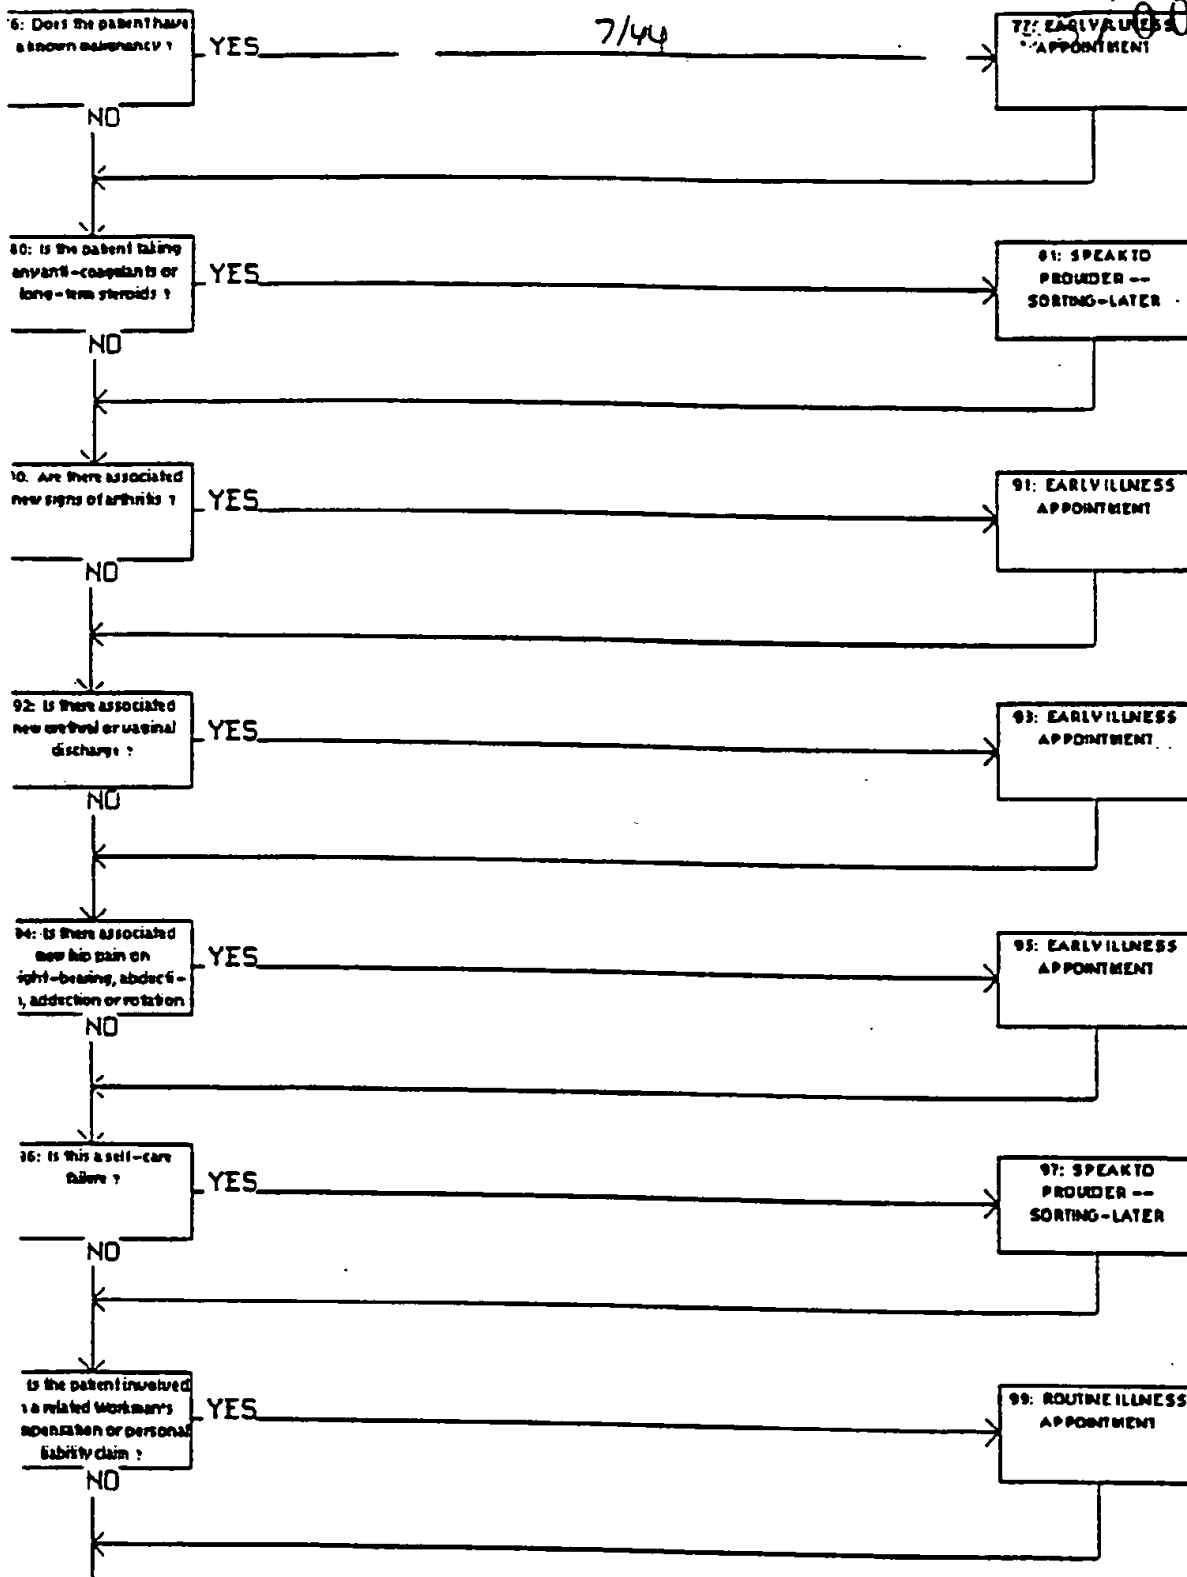 6: Does the patient have
a known malignancy ?
YES
7/44
77: EARLY ILLNESS
APPOINTMENT
NO
80: Is the patient taking
any anti-coagulants or
long-term steroids ?
YES
81: SPEAK TO
PROVIDER --
SORTING-LATER
NO
90. Are there associated
new signs of arthritis ?
YES
91: EARLY ILLNESS
APPOINTMENT
NO
92: Is there associated
new urethral or vaginal
discharge ?
YES
93: EARLY ILLNESS
APPOINTMENT
NO
94: Is there associated
new hip pain on
ight-bearing, abducti-
, adduction or rotation
YES
95: EARLY ILLNESS
APPOINTMENT
NO
96: Is this a self-care
failure ?
YES
97: SPEAK TO
PROVIDER --
SORTING-LATER
NO
Is the patient involved
a related Workman's
mpensation or personal
liability claim ?
YES
99: ROUTINE ILLNESS
APPOINTMENT
NO